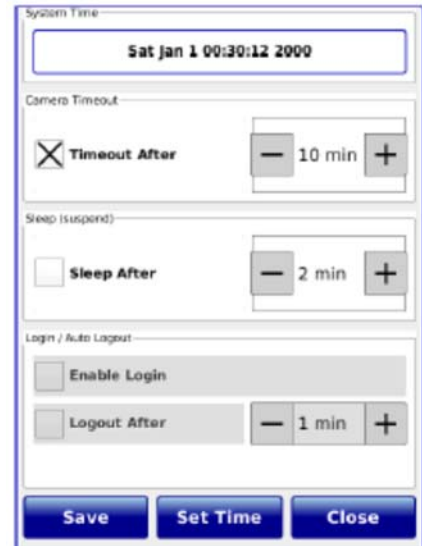 System Time
Sat Jan 1 00:30:12 2000
Camera Timeout
Timeout After
10 min
Sleep (suspend)
Sleep After
2 min
Login / Auto Logout
Enable Login
Logout After
1 min
Save Set Time Close